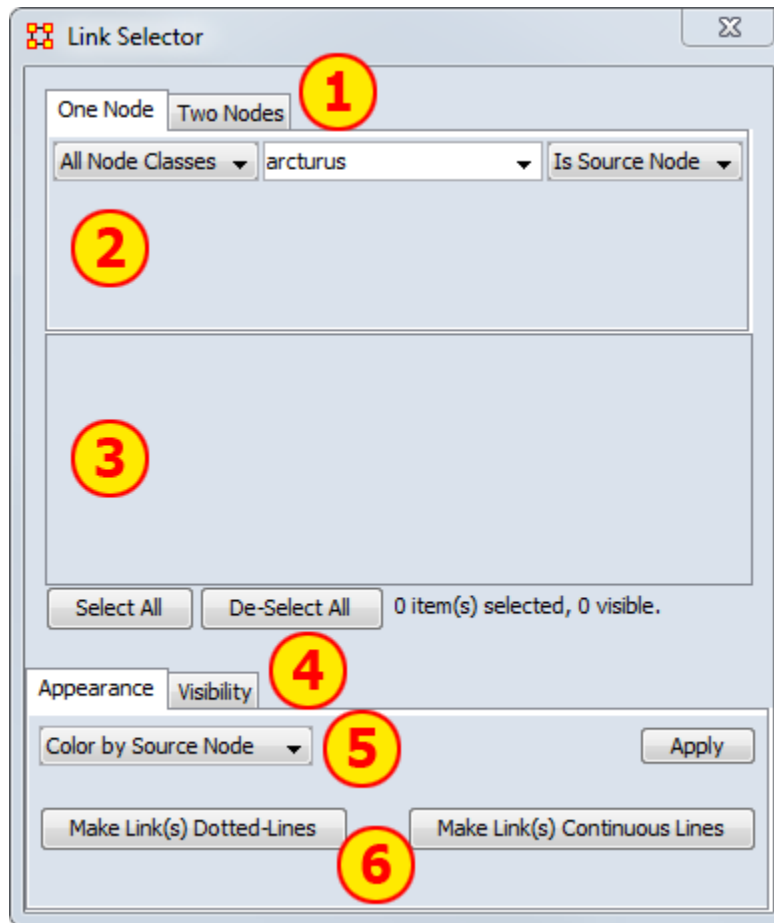 Link Selector
1
One Node Two Nodes
All Node Classes arcturus Is Source Node
2
3
Select All De-Select All 0 item(s) selected, 0 visible.
4
Appearance Visibility
Color by Source Node 5 Apply
Make Link(s) Dotted-Lines Make Link(s) Continuous Lines
6